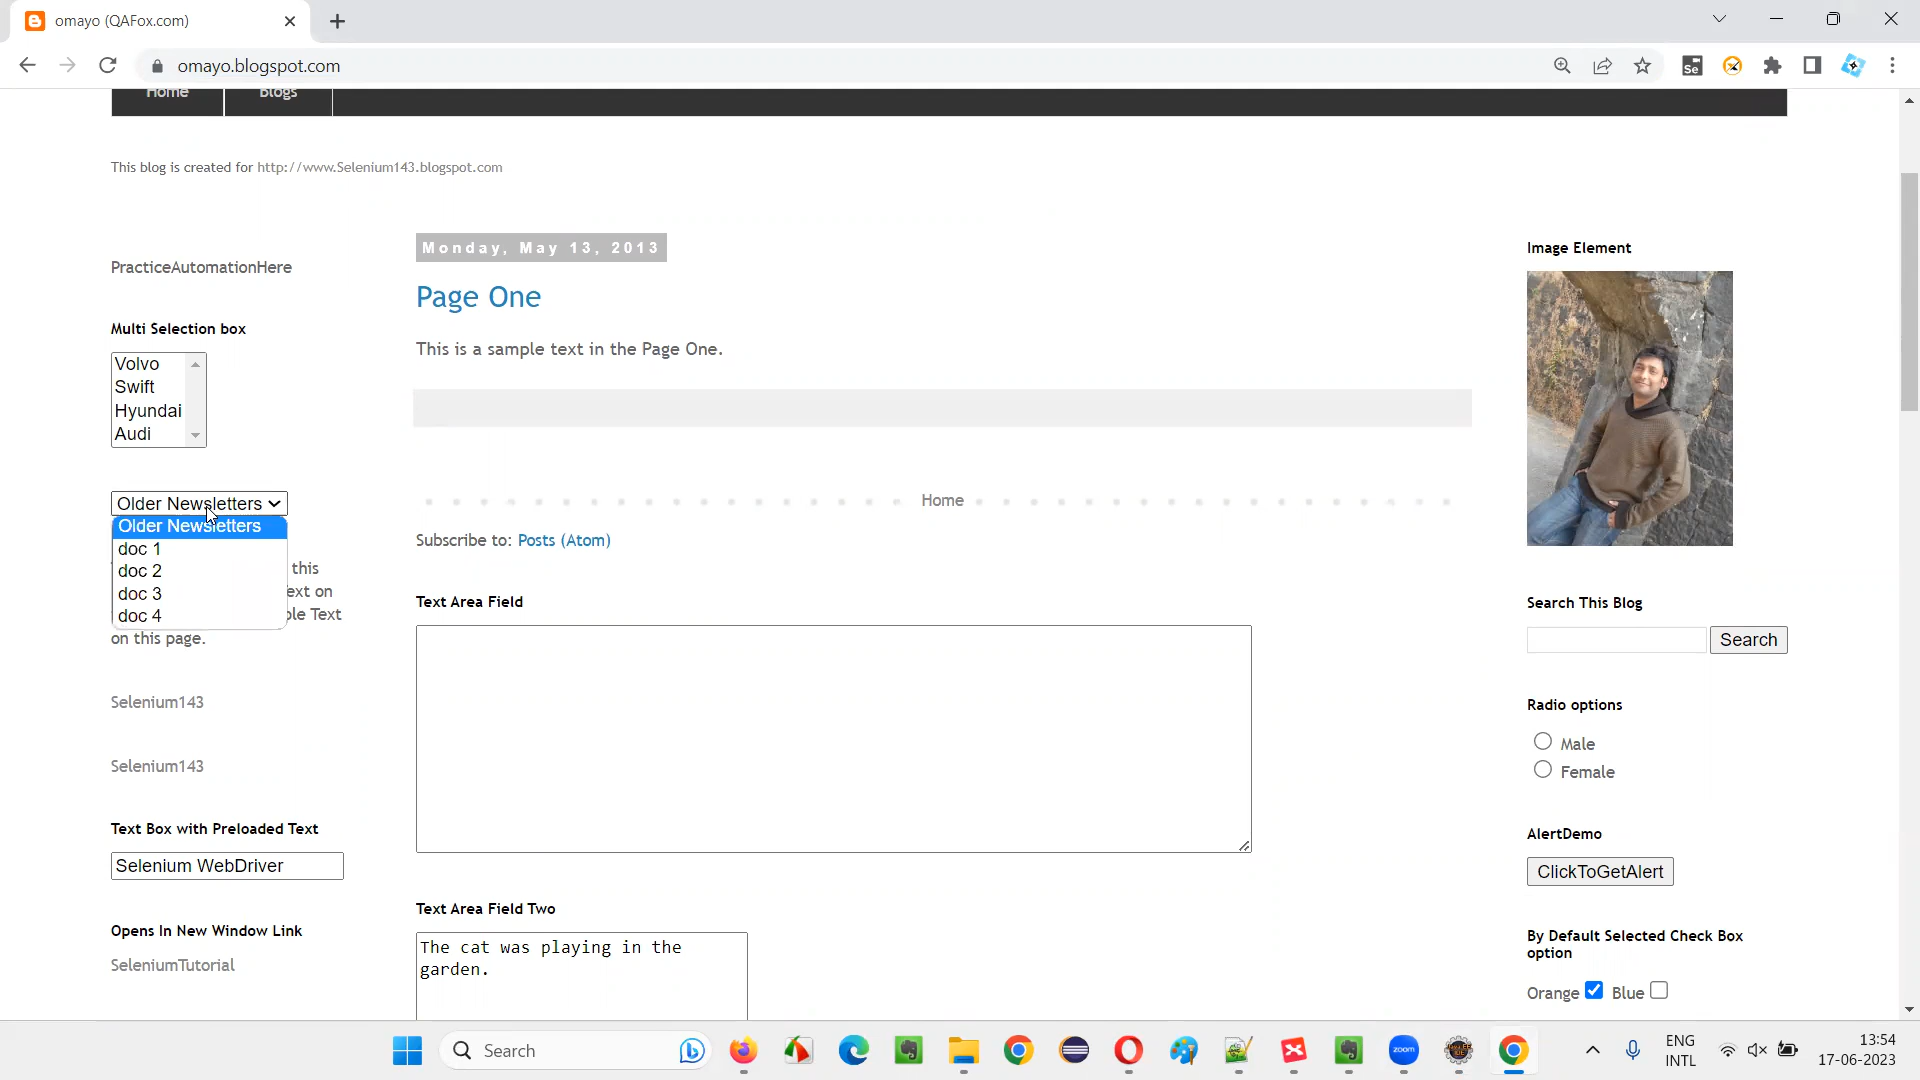 omayo (QAFox.com)
omayo.blogspot.com
Home
Blogs
This blog is created for http://www.Selenium143.blogspot.com
PracticeAutomationHere
Multi Selection box
Volvo
Swift
Hyundai
Audi
Older Newsletters
Older Newsletters
doc 1
doc 2
doc 3
doc 4
this
ext on
ple Text
on this page.
Selenium143
Selenium143
Text Box with Preloaded Text
Selenium WebDriver
Opens In New Window Link
SeleniumTutorial
Monday, May 13, 2013
Page One
This is a sample text in the Page One.
Home
Subscribe to: Posts (Atom)
Text Area Field
Text Area Field Two
The cat was playing in the
garden.
Image Element
Search This Blog
Search
Radio options
Male
Female
AlertDemo
ClickToGetAlert
By Default Selected Check Box
option
Orange
Blue
Search
zoom
ENG
INTL
13:54
17-06-2023
Se